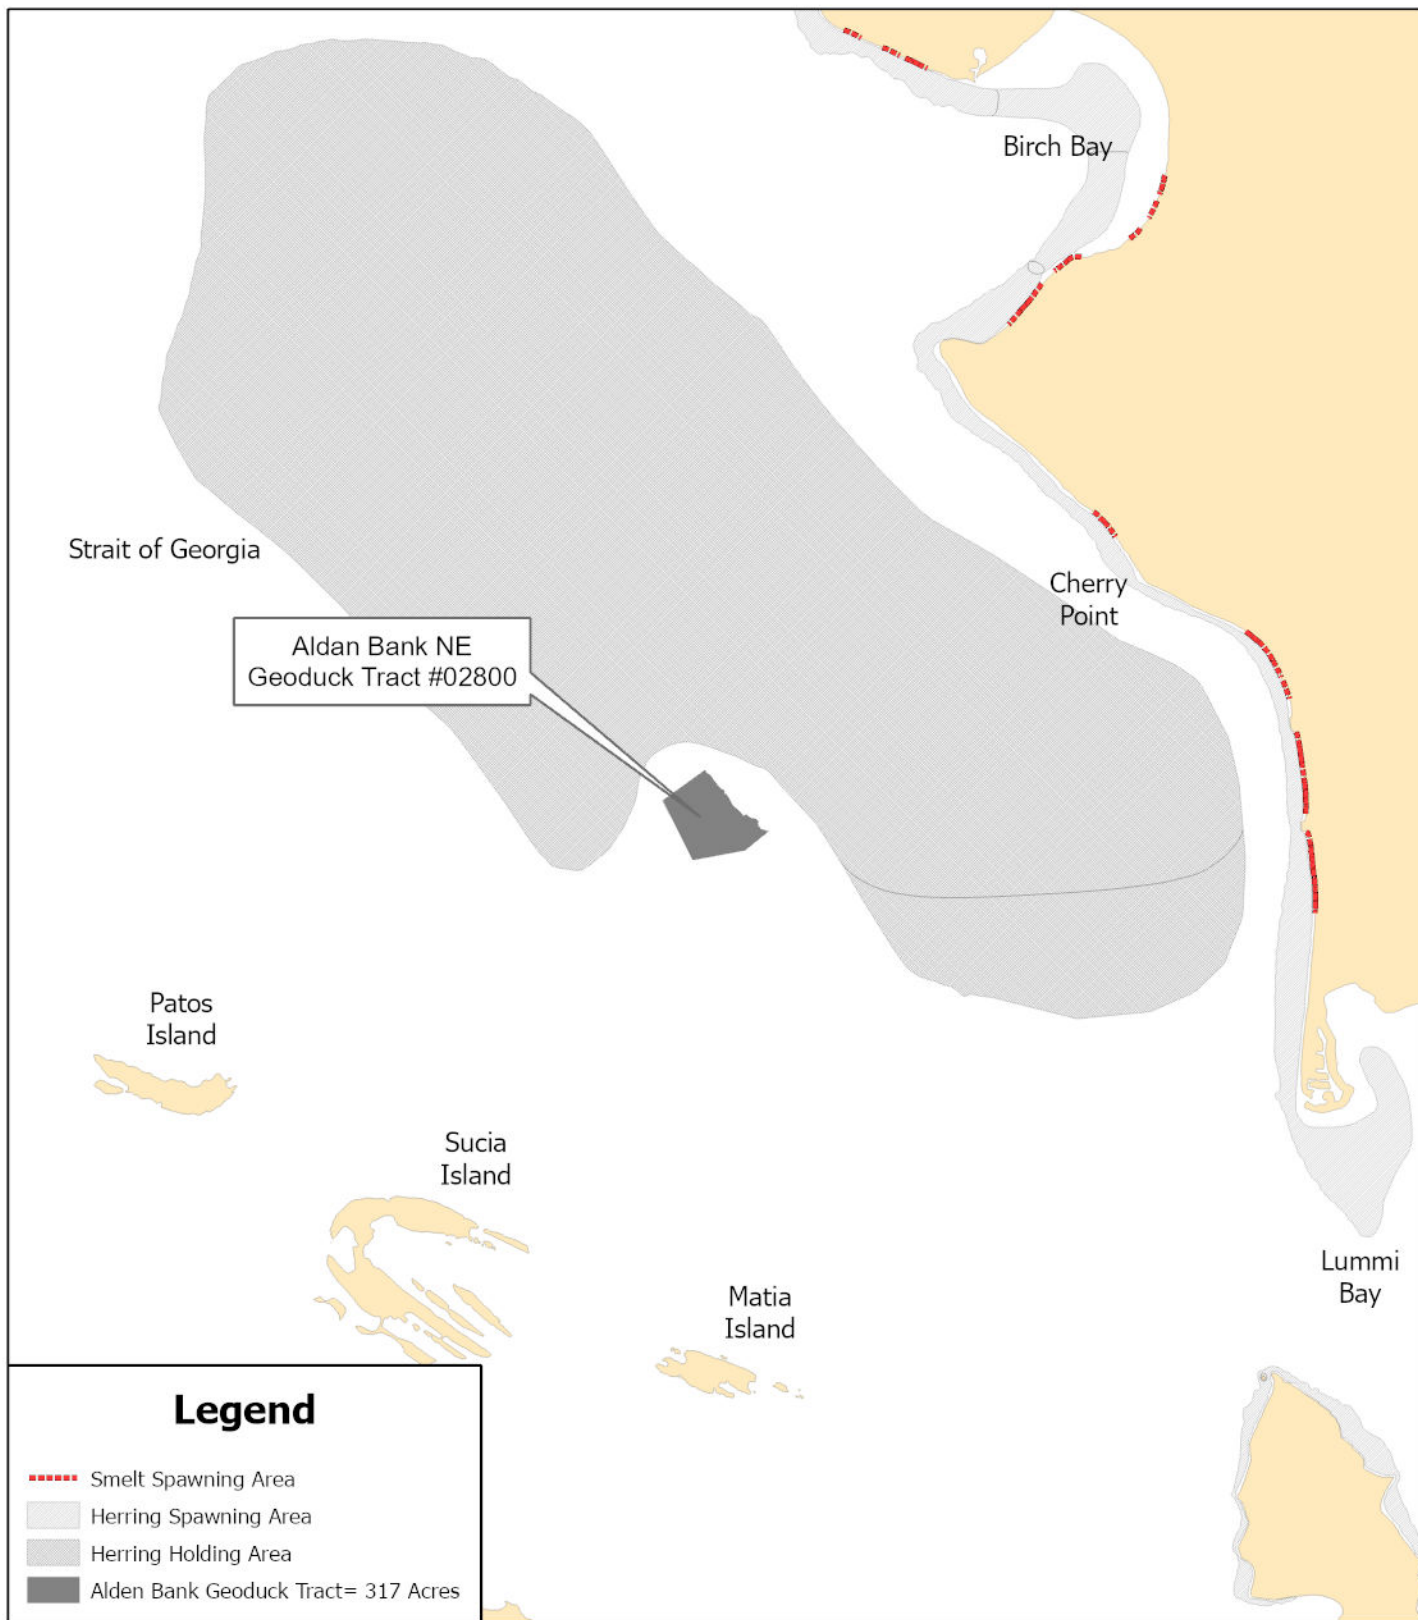 Birch Bay
Strait of Georgia
Cherry
Point
Aldan Bank NE
Geoduck Tract #02800
Patos
Island
Sucia
Island
Matia
Island
Lummi
Bay
Legend
Smelt Spawning Area
Herring Spawning Area
Herring Holding Area
Alden Bank Geoduck Tract= 317 Acres